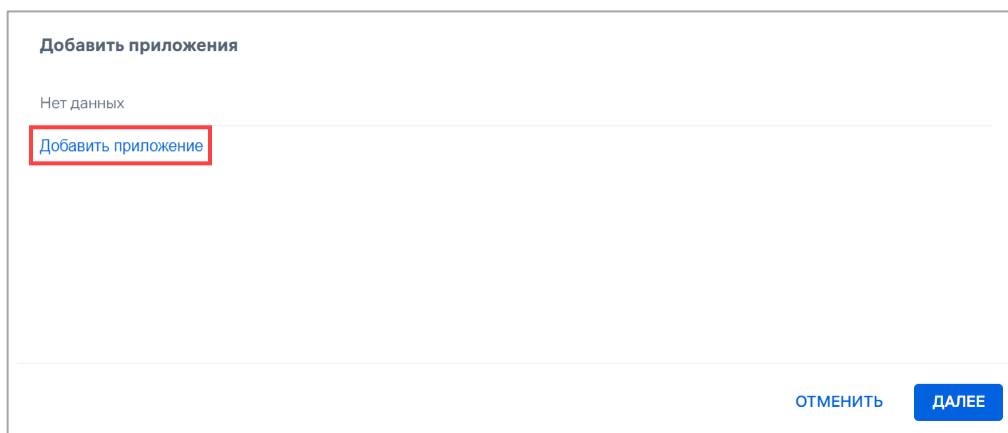 Добавить приложения
Нет данных
Добавить приложение
ОТМЕНИТЬ ДАЛЕЕ